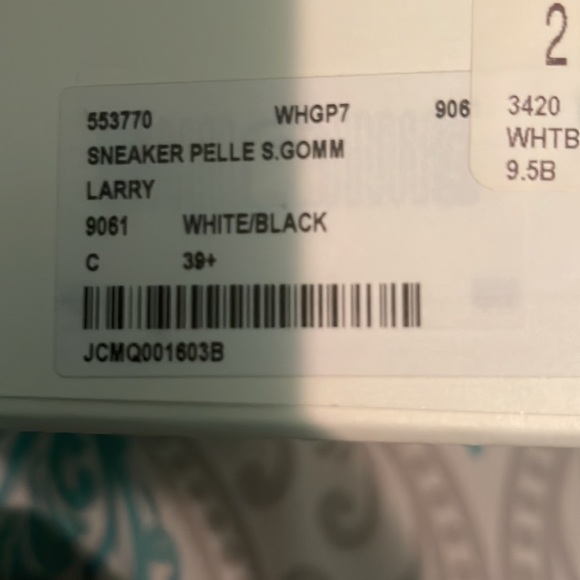 553770 WHGP7 906
SNEAKER PELLE S.GOMM
LARRY
9061 WHITE/BLACK
C 39+
JCMQ001603B
2
3420
WHTB
9.5B